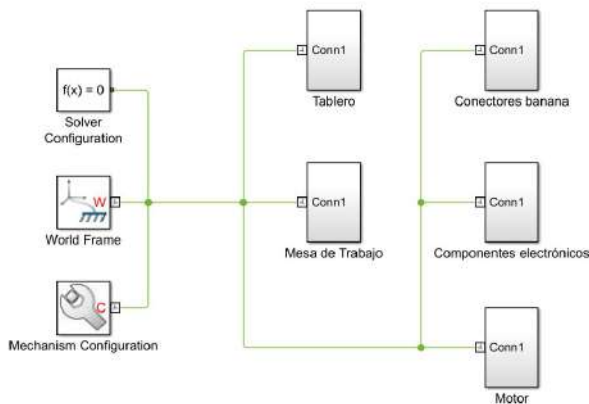 Conn1
Tablero
Conn1
Conectores banana
f(x) = 0
Solver
Configuration
W
World Frame
Conn1
Mesa de Trabajo
Conn1
Componentes electrónicos
C
Mechanism Configuration
Conn1
Motor